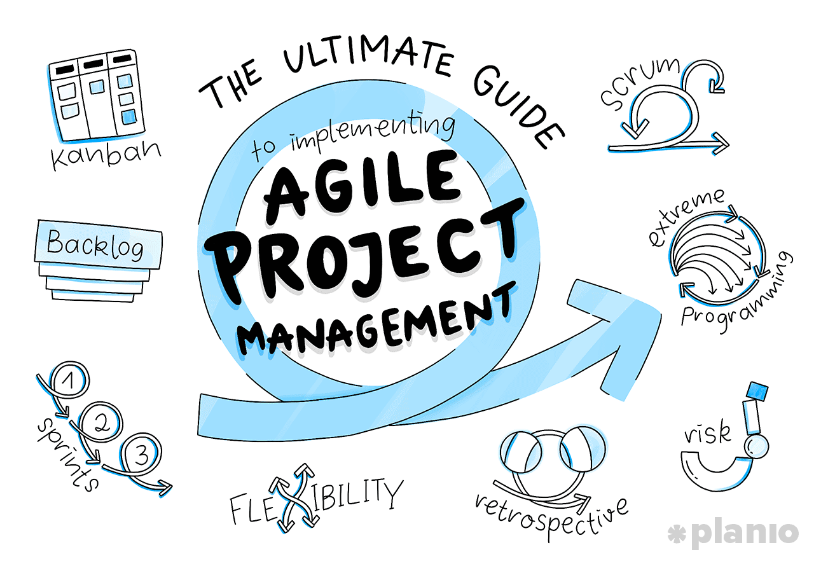 THE ULTIMATE GUIDE
to implementing
AGILE
PROJECT
MANAGEMENT
kanban
Backlog
1
2
3
sprints
FLEXIBILITY
scrum
extreme
programming
risk
retrospective
planio